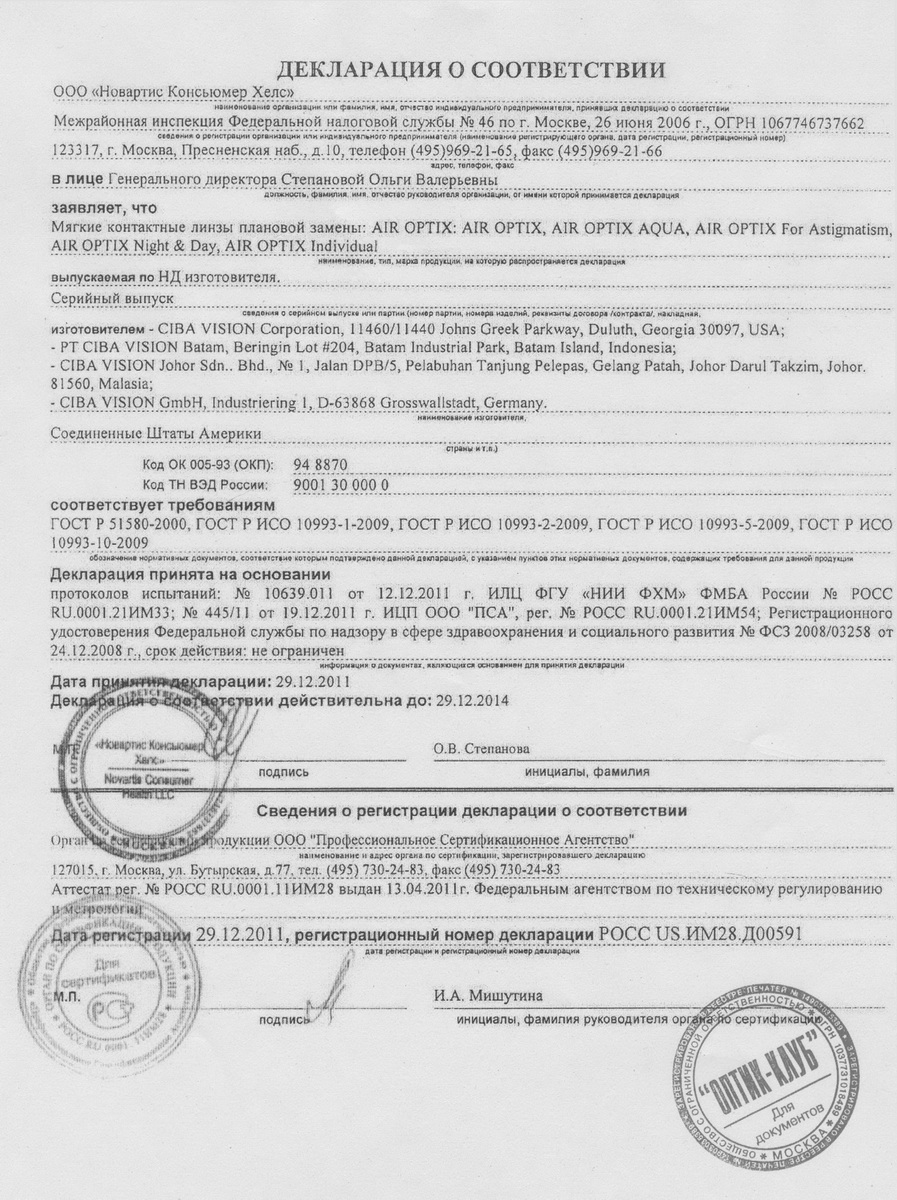 ДЕКЛАРАЦИЯ О СООТВЕТСТВИИ
ООО «Новартис Консьюмер Хелс»
наименование организации или фамилия, имя, отчество индивидуального предпринимателя, принявших декларацию о соответствии
Межрайонная инспекция Федеральной налоговой службы № 46 по г. Москве, 26 июня 2006 г., ОГРН 1067746737662
сведения о регистрации организации или индивидуального предпринимателя (наименование регистрирующего органа, дата регистрации, регистрационный номер)
123317, г. Москва, Пресненская наб., д.10, телефон (495)969-21-65, факс (495)969-21-66
адрес, телефон, факс
в лице Генерального директора Степановой Ольги Валерьевны
должность, фамилия, имя, отчество руководителя организации, от имени которой принимается декларация
заявляет, что
Мягкие контактные линзы плановой замены: AIR OPTIX: AIR OPTIX, AIR OPTIX AQUA, AIR OPTIX For Astigmatism,
AIR OPTIX Night & Day, AIR OPTIX Individual
наименование, тип, марка продукции, на которую распространяется декларация
выпускаемая по НД изготовителя.
Серийный выпуск
сведения о серийном выпуске или партии (номер партии, номера изделий, реквизиты договора /контракта/, накладная,
изготовителем - CIBA VISION Corporation, 11460/11440 Johns Greek Parkway, Duluth, Georgia 30097, USA;
- PT CIBA VISION Batam, Beringin Lot #204, Batam Industrial Park, Batam Island, Indonesia;
- CIBA VISION Johor Sdn.. Bhd., № 1, Jalan DPB/5, Pelabuhan Tanjung Pelepas, Gelang Patah, Johor Darul Takzim, Johor.
81560, Malasia;
- CIBA VISION GmbH, Industriering 1, D-63868 Grosswallstadt, Germany.
наименование изготовителя,
Соединенные Штаты Америки
страны и т.п.)
Код ОК 005-93 (ОКП): 94 8870
Код ТН ВЭД России: 9001 30 000 0
соответствует требованиям
ГОСТ Р 51580-2000, ГОСТ Р ИСО 10993-1-2009, ГОСТ Р ИСО 10993-2-2009, ГОСТ Р ИСО 10993-5-2009, ГОСТ Р ИСО
10993-10-2009
обозначение нормативных документов, соответствие которым подтверждено данной декларацией, с указанием пунктов этих нормативных документов, содержащих требования для данной продукции
Декларация принята на основании
протоколов испытаний: № 10639.011 от 12.12.2011 г. ИЛЦ ФГУ «НИИ ФХМ» ФМБА России № РОСС
RU.0001.21ИМ33; № 445/11 от 19.12.2011 г. ИЦП ООО "ПСА", рег. № РОСС RU.0001.21ИМ54; Регистрационного
удостоверения Федеральной службы по надзору в сфере здравоохранения и социального развития № ФСЗ 2008/03258 от
24.12.2008 г., срок действия: не ограничен
информация о документах, являющихся основанием для принятия декларации
Дата принятия декларации: 29.12.2011
Декларация о соответствии действительна до: 29.12.2014
М.П. О.В. Степанова
подпись инициалы, фамилия
«Новартис Консьюмер
Хелс»
Novartis Consumer
Health LLC
Сведения о регистрации декларации о соответствии
Орган по сертификации продукции ООО "Профессиональное Сертификационное Агентство"
наименование и адрес органа по сертификации, зарегистрировавшего декларацию
127015, г. Москва, ул. Бутырская, д.77, тел. (495) 730-24-83, факс (495) 730-24-83
Аттестат рег. № РОСС RU.0001.11ИМ28 выдан 13.04.2011г. Федеральным агентством по техническому регулированию
и метрологии
Дата регистрации 29.12.2011, регистрационный номер декларации РОСС US.ИМ28.Д00591
дата регистрации и регистрационный номер декларации
Для
сертификатов
М.П. И.А. Мишутина
подпись инициалы, фамилия руководителя органа по сертификации
ОБЩЕСТВО С ОГРАНИЧЕННОЙ ОТВЕТСТВЕННОСТЬЮ
"ОПТИК-КЛУБ"
Для
документов
МОСКВА